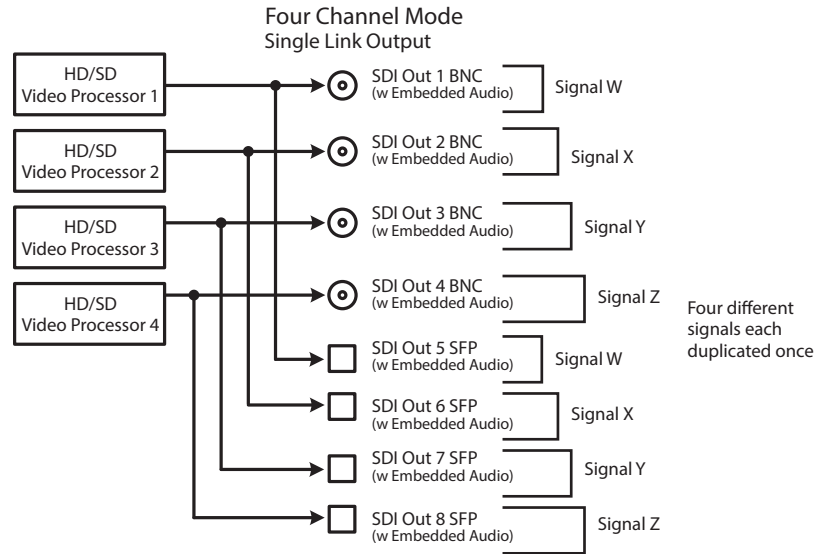 Four Channel Mode
Single Link Output
HD/SD
Video Processor 1
SDI Out 1 BNC
(w Embedded Audio)
Signal W
HD/SD
Video Processor 2
SDI Out 2 BNC
(w Embedded Audio)
Signal X
HD/SD
Video Processor 3
SDI Out 3 BNC
(w Embedded Audio)
Signal Y
HD/SD
Video Processor 4
SDI Out 4 BNC
(w Embedded Audio)
Signal Z
Four different
signals each
duplicated once
SDI Out 5 SFP
(w Embedded Audio)
Signal W
SDI Out 6 SFP
(w Embedded Audio)
Signal X
SDI Out 7 SFP
(w Embedded Audio)
Signal Y
SDI Out 8 SFP
(w Embedded Audio)
Signal Z